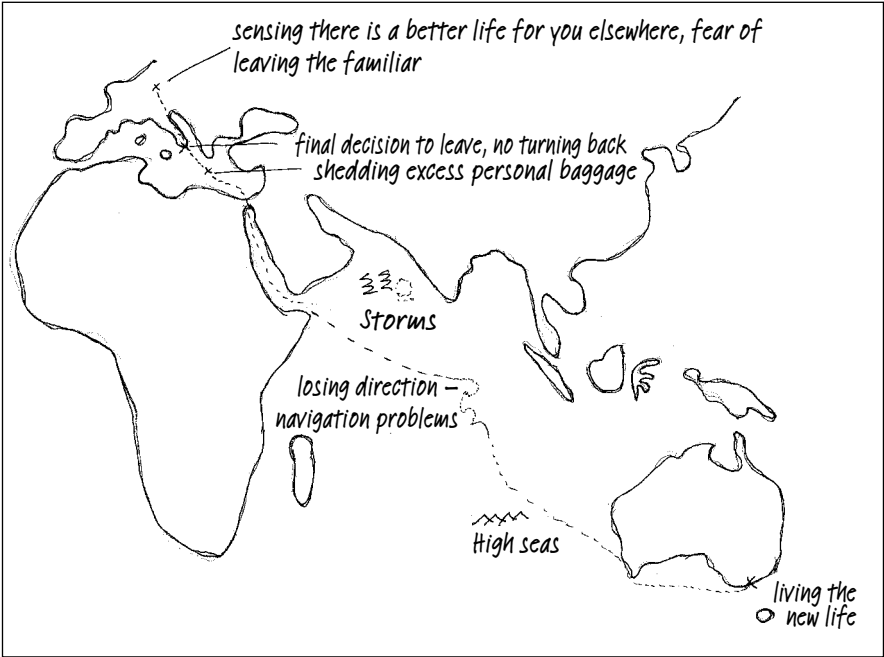 sensing there is a better life for you elsewhere, fear of
leaving the familiar
final decision to leave, no turning back
shedding excess personal baggage
Storms
losing direction –
navigation problems
High seas
living the
new life